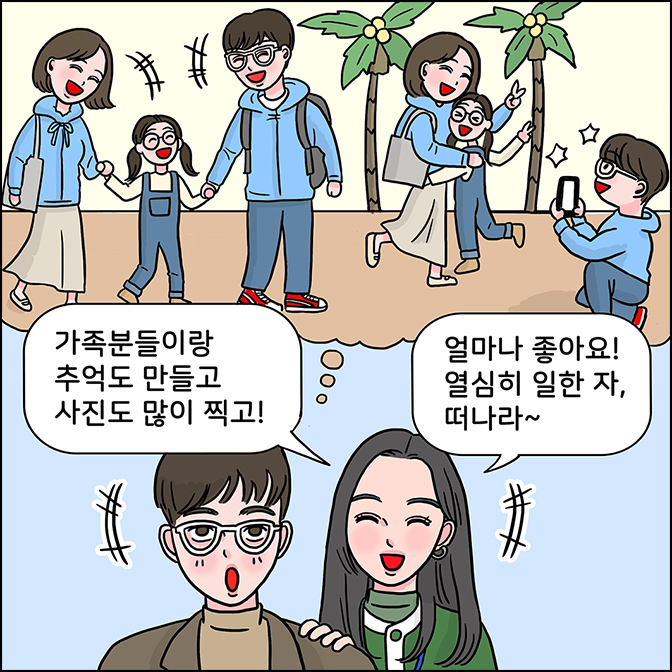 가족분들이랑
추억도 만들고
사진도 많이 찍고!
얼마나 좋아요!
열심히 일한 자,
떠나라~